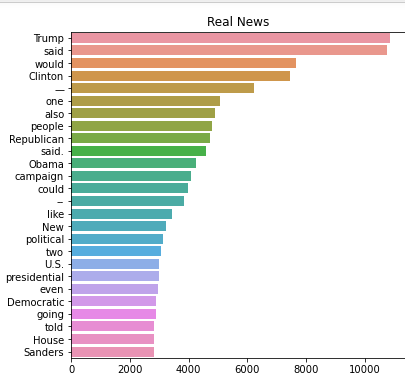 Real News
Trump
said
would
Clinton
—
one
also
people
Republican
said.
Obama
campaign
could
–
like
New
political
two
U.S.
presidential
even
Democratic
going
told
House
Sanders
0 2000 4000 6000 8000 10000